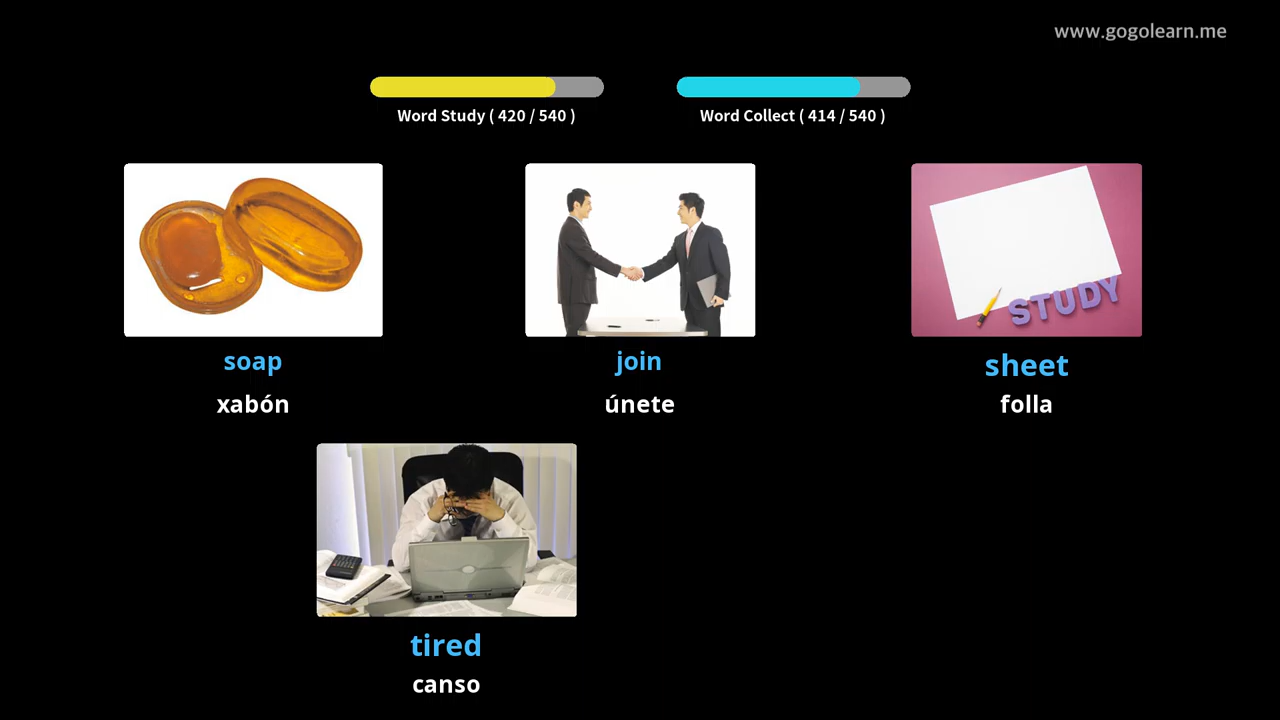 www.gogolearn.me
Word Study ( 420 / 540 )
Word Collect ( 414 / 540 )
STUDY
soap
xabón
join
únete
sheet
folla
tired
canso